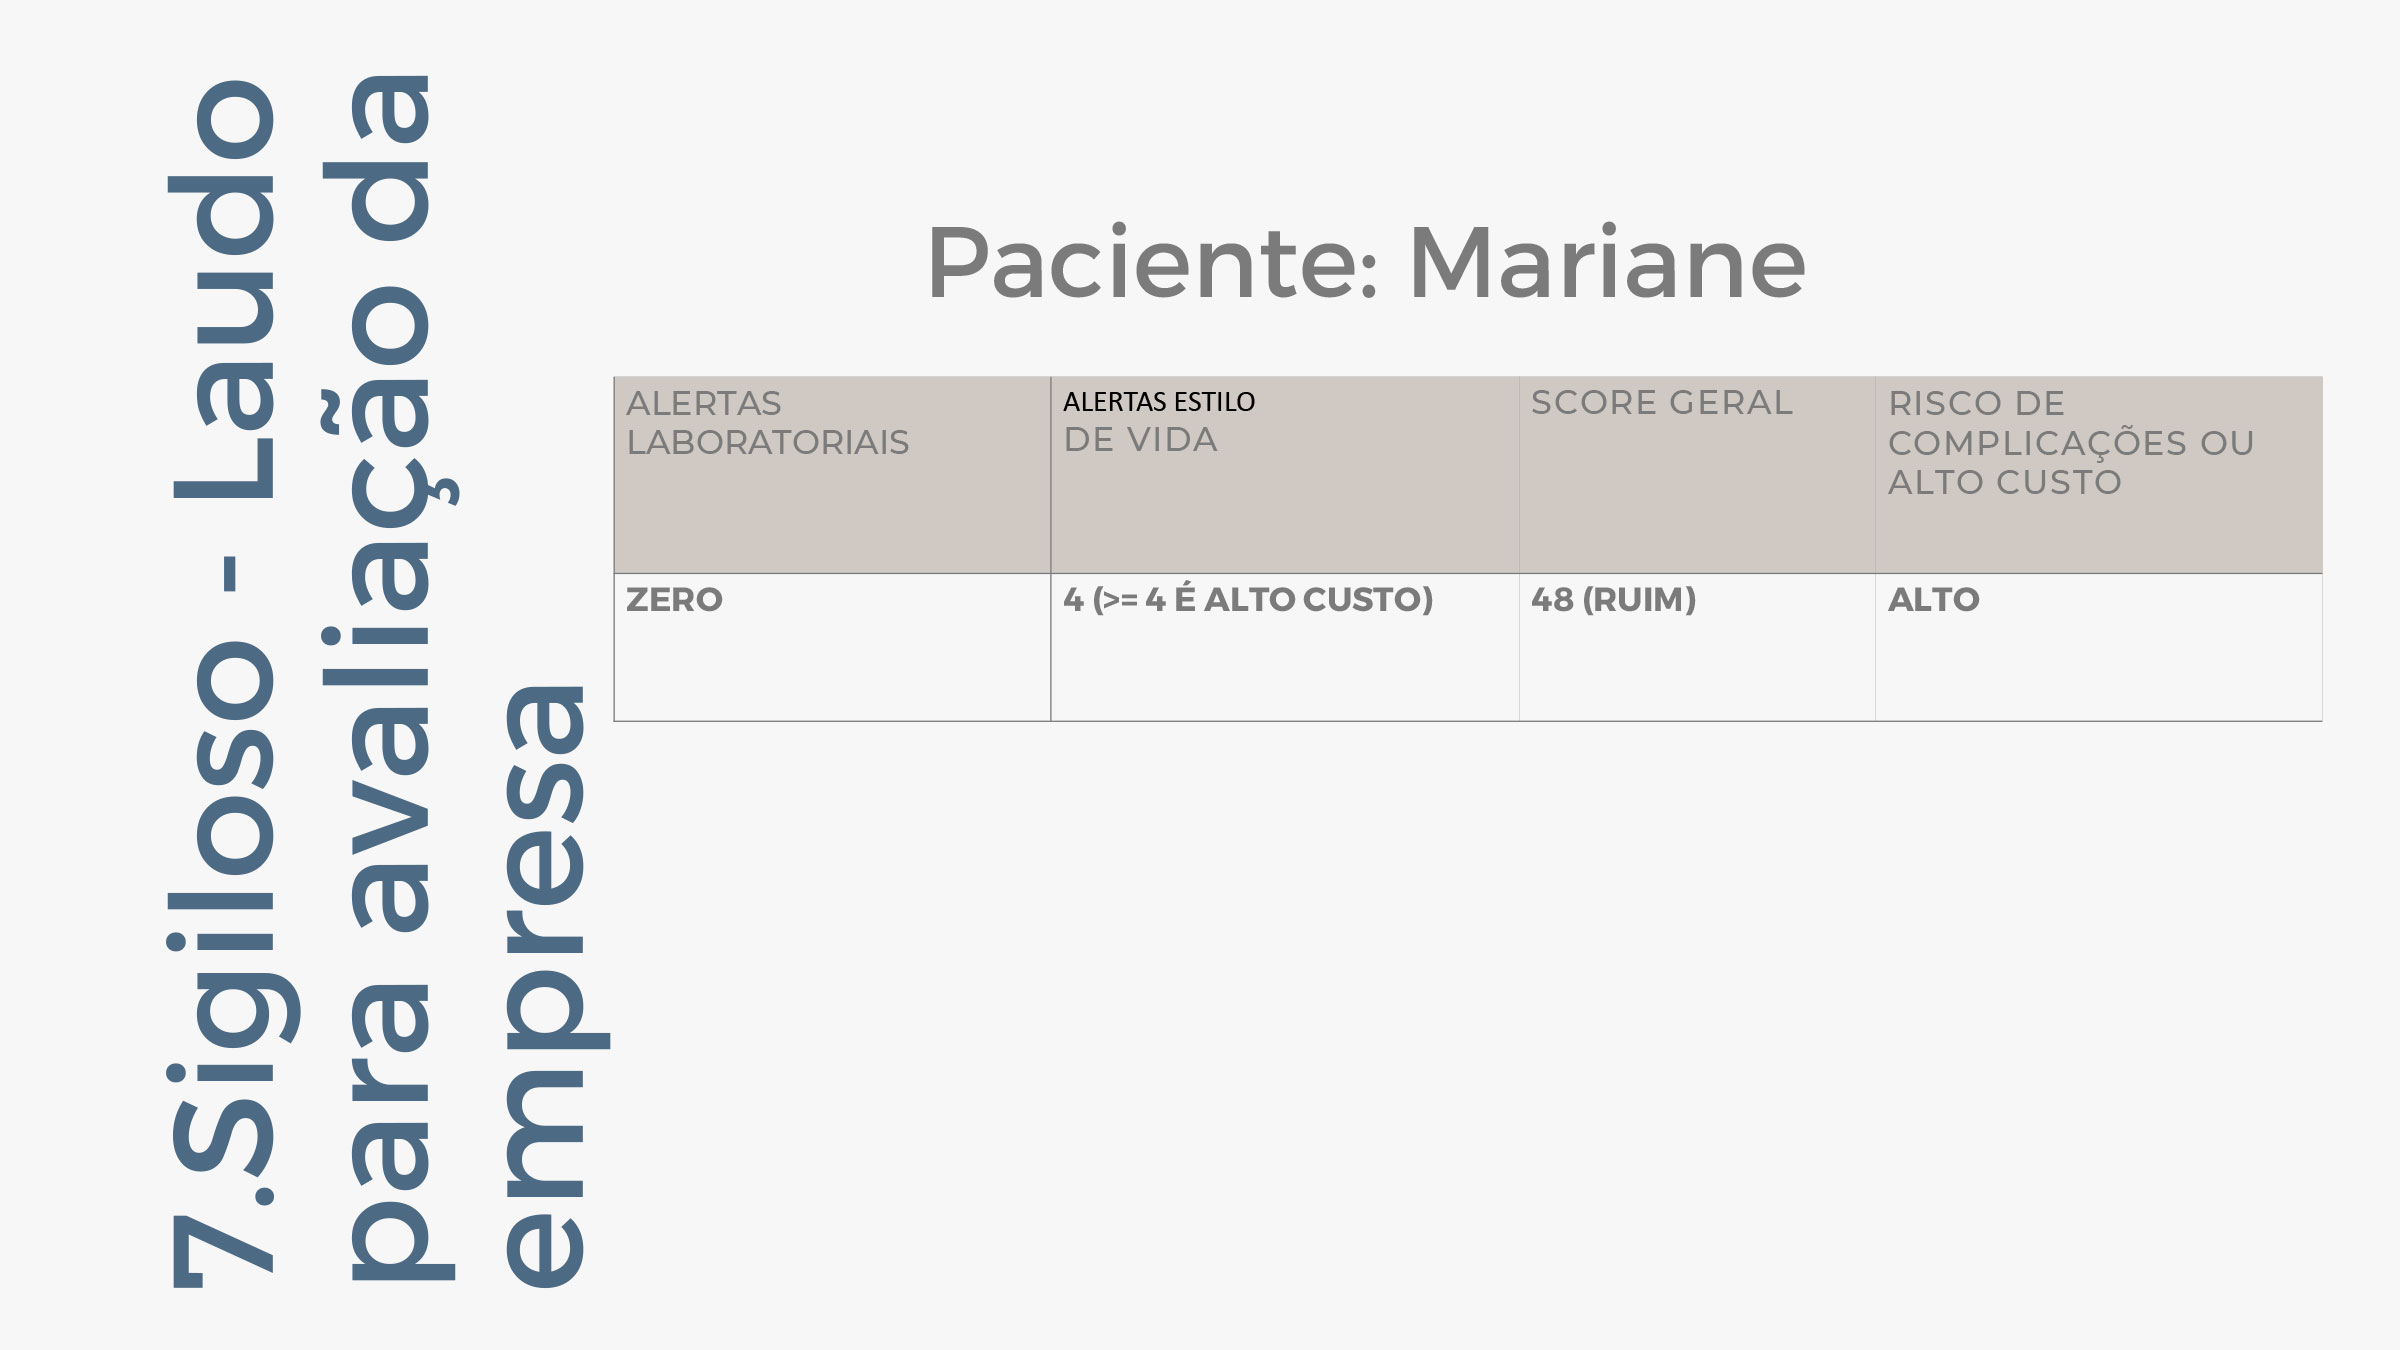 7.Sigiloso - Laudo
para avaliação da
empresa
Paciente: Mariane
ALERTAS
LABORATORIAIS
ALERTAS ESTILO
DE VIDA
SCORE GERAL
RISCO DE
COMPLICAÇÕES OU
ALTO CUSTO
ZERO
4 (>= 4 É ALTO CUSTO)
48 (RUIM)
ALTO